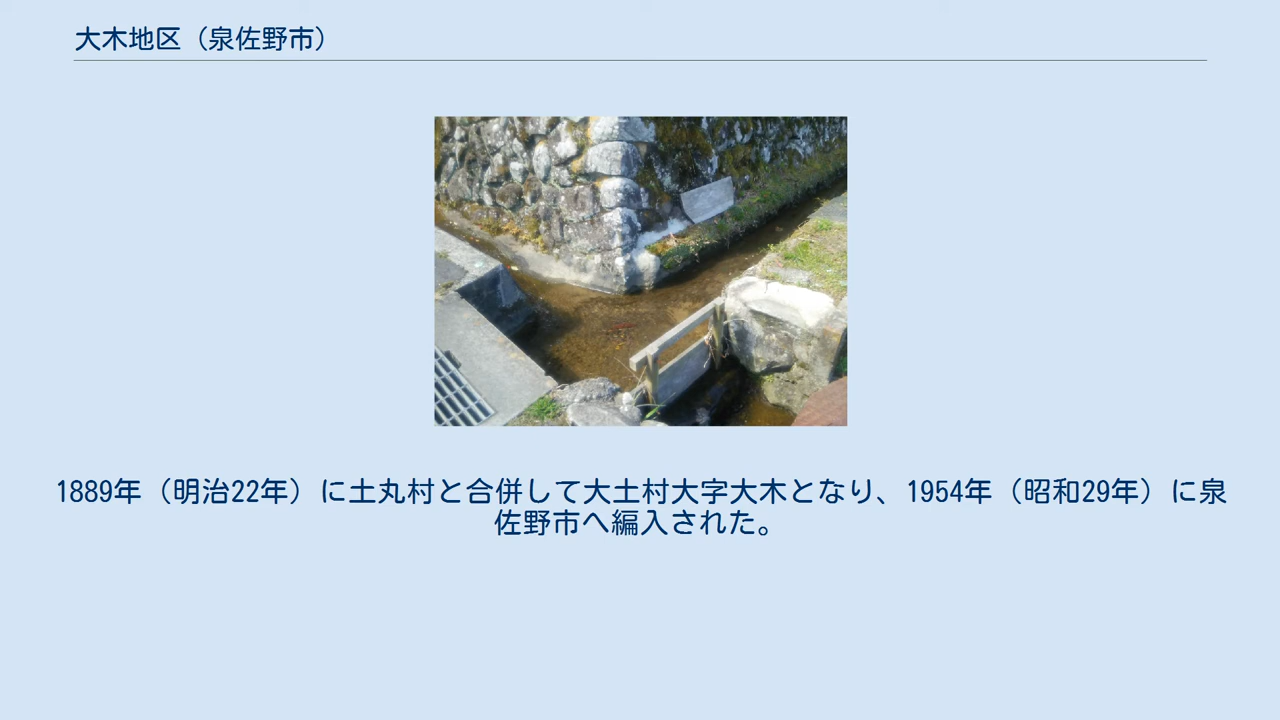 大木地区（泉佐野市）
1889年（明治22年）に土丸村と合併して大土村大字大木となり、1954年（昭和29年）に泉
佐野市へ編入された。